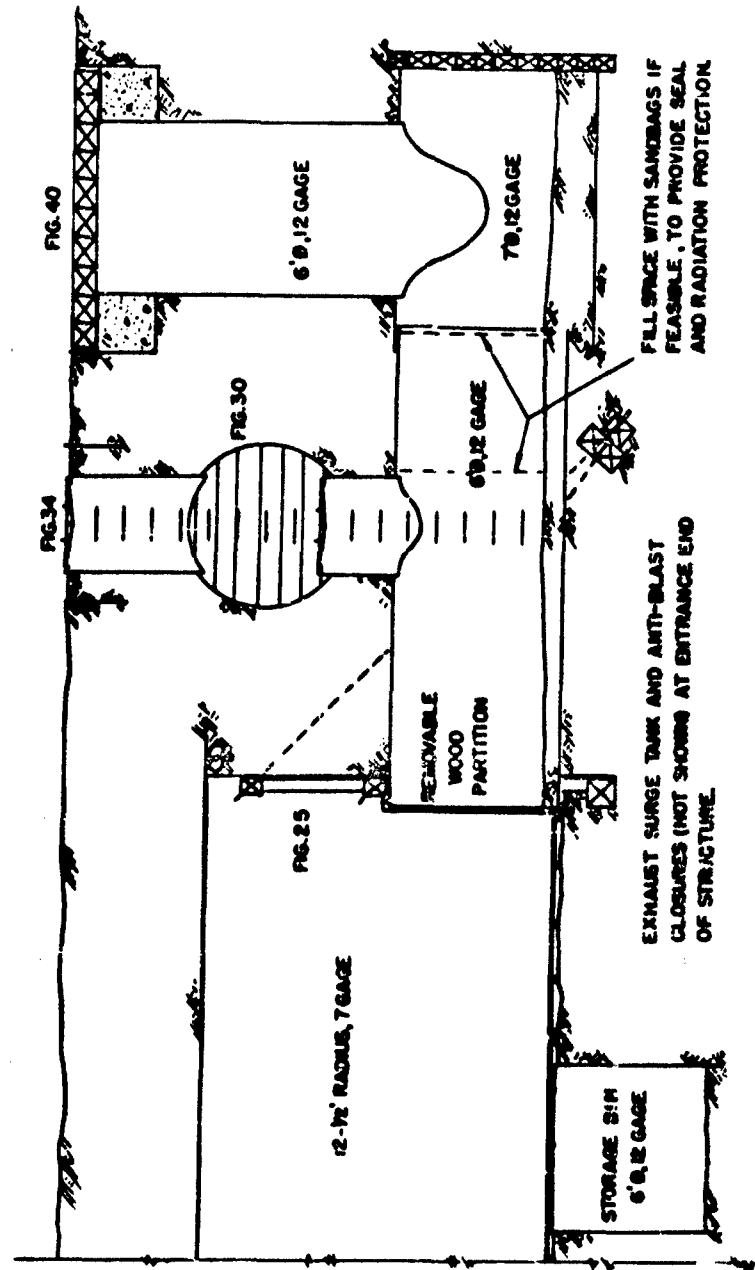 FIG.34
FIG.40
FIG.30
6'Ø,12 GAGE
FIG.25
12-½' RADIUS, 7 GAGE
REMOVABLE
WOOD
PARTITION
6'Ø,12 GAGE
7'Ø,12 GAGE
STORAGE BIN
6'Ø,12 GAGE
EXHAUST SURGE TANK AND ANTI-BLAST
CLOSURES (NOT SHOWN) AT ENTRANCE END
OF STRUCTURE.
FILL SPACE WITH SANDBAGS IF
FEASIBLE, TO PROVIDE SEAL
AND RADIATION PROTECTION.